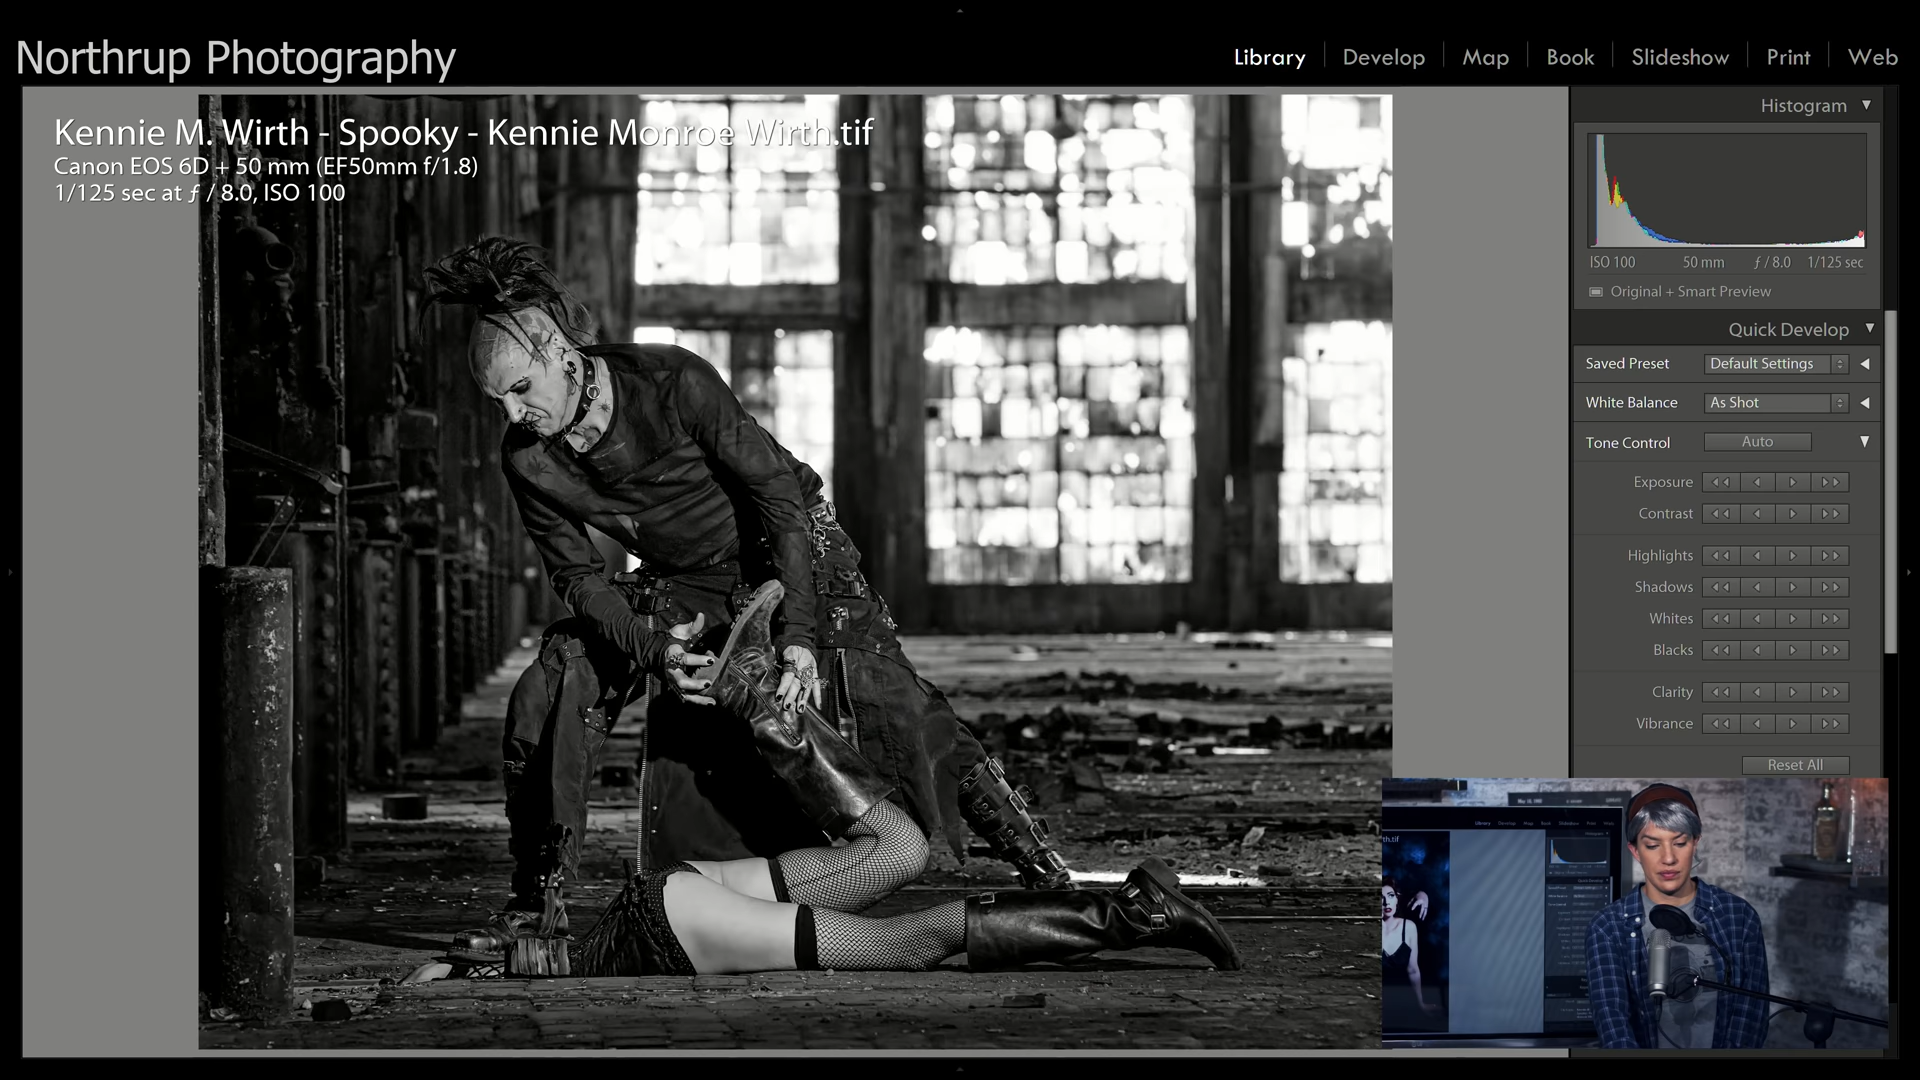 Northrup Photography
Library Develop Map Book Slideshow Print Web
Kennie M. Wirth - Spooky - Kennie Monroe Wirth.tif
Canon EOS 6D + 50 mm (EF50mm f/1.8)
1/125 sec at ƒ / 8.0, ISO 100
Histogram
ISO 100 50 mm ƒ / 8.0 1/125 sec
Original + Smart Preview
Quick Develop
Saved Preset Default Settings
White Balance As Shot
Tone Control Auto
Exposure
Contrast
Highlights
Shadows
Whites
Blacks
Clarity
Vibrance
Reset All
th.tif